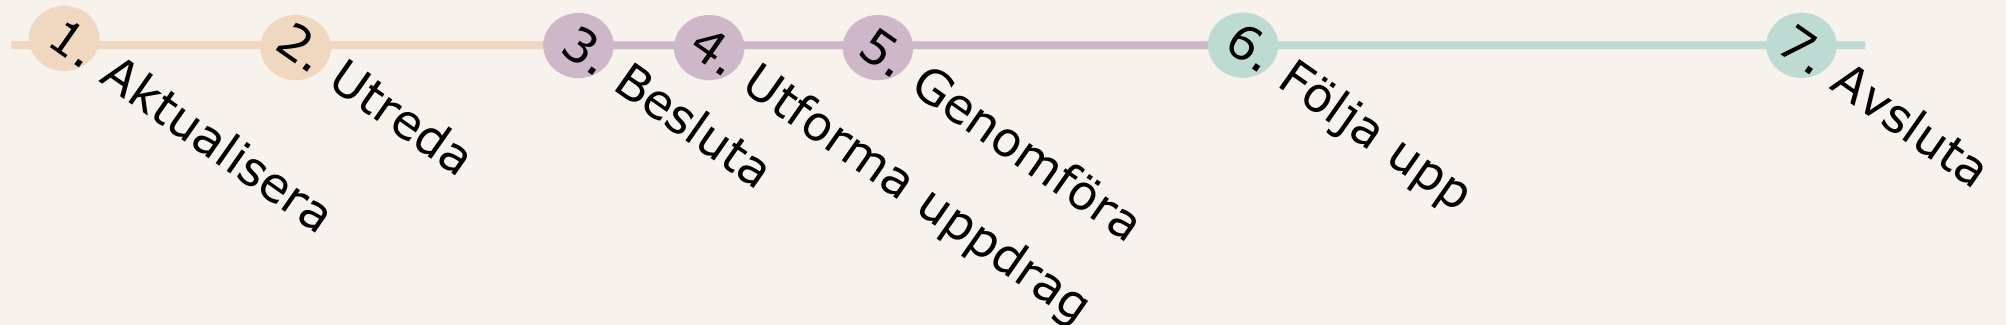 1. Aktualisera
2. Utreda
3. Besluta
4. Utforma uppdrag
5. Genomföra
6. Följa upp
7. Avsluta